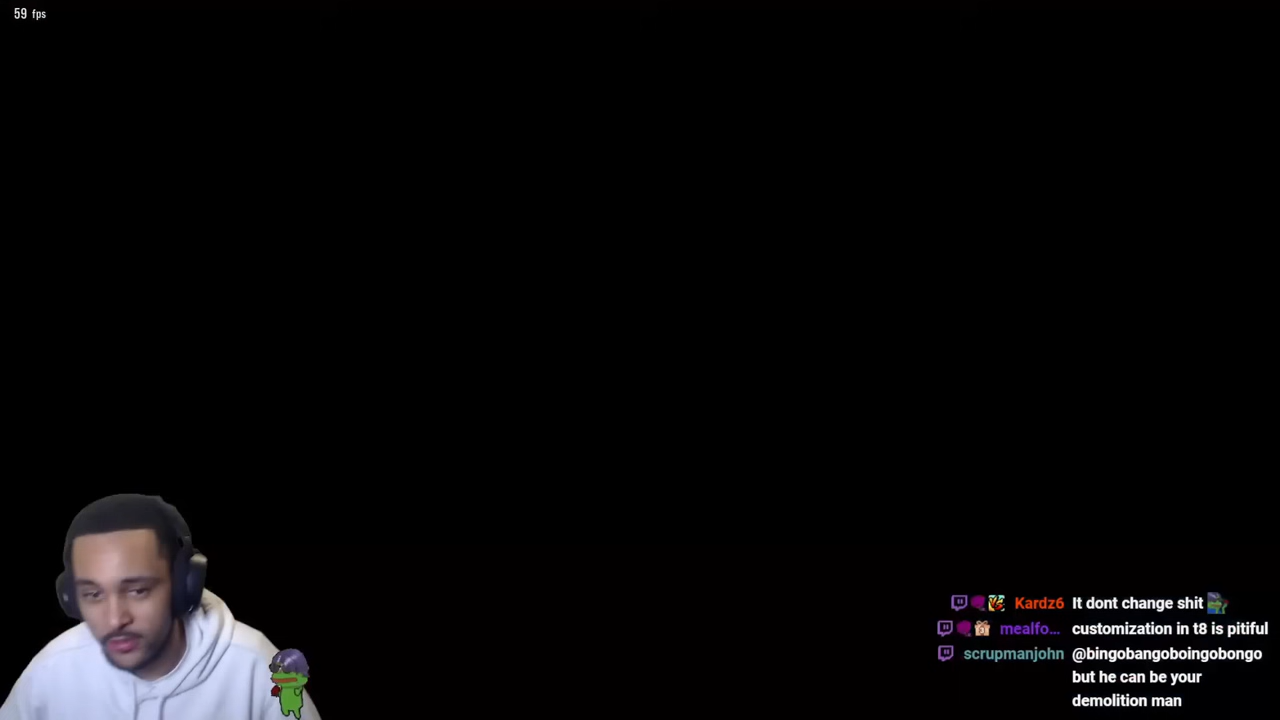 59 fps
Kardz6 It dont change shit
mealfo... customization in t8 is pitiful
scrupmanjohn @bingobangoboingobongo
but he can be your
demolition man